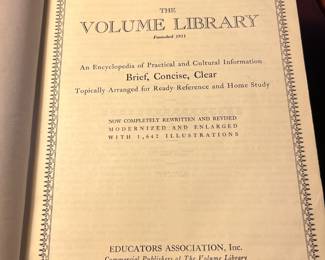 THE
VOLUME LIBRARY
Founded 1911
An Encyclopedia of Practical and Cultural Information
Brief, Concise, Clear
Topically Arranged for Ready Reference and Home Study
NOW COMPLETELY REWRITTEN AND REVISED
MODERNIZED AND ENLARGED
WITH 1,642 ILLUSTRATIONS
EDUCATORS ASSOCIATION, Inc.
Commercial Publishers of The Volume Library